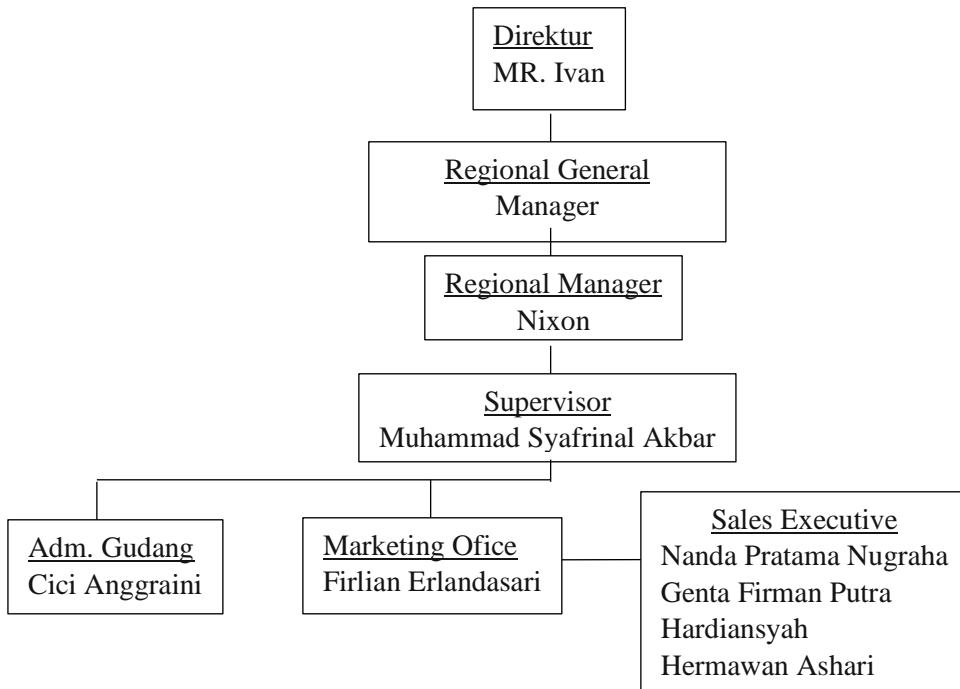 Direktur
MR. Ivan
Regional General
Manager
Regional Manager
Nixon
Supervisor
Muhammad Syafrinal Akbar
Adm. Gudang
Cici Anggraini
Marketing Ofice
Firlian Erlandasari
Sales Executive
Nanda Pratama Nugraha
Genta Firman Putra
Hardiansyah
Hermawan Ashari